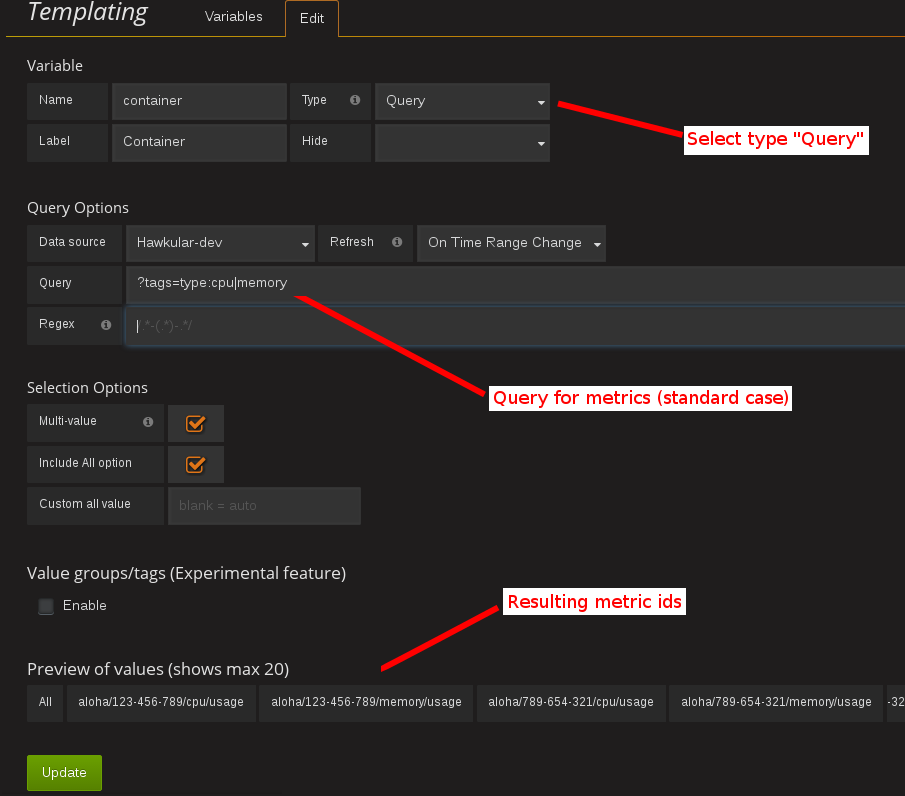 Templating Variables Edit
Variable
Name container Type Query
Select type "Query"
Label Container Hide
Query Options
Data source Hawkular-dev Refresh On Time Range Change
Query ?tags=type:cpu|memory
Regex /.*-(.*)-.*/
Query for metrics (standard case)
Selection Options
Multi-value
Include All option
Custom all value blank = auto
Value groups/tags (Experimental feature)
Enable
Resulting metric ids
Preview of values (shows max 20)
All aloha/123-456-789/cpu/usage aloha/123-456-789/memory/usage aloha/789-654-321/cpu/usage aloha/789-654-321/memory/usage -32
Update